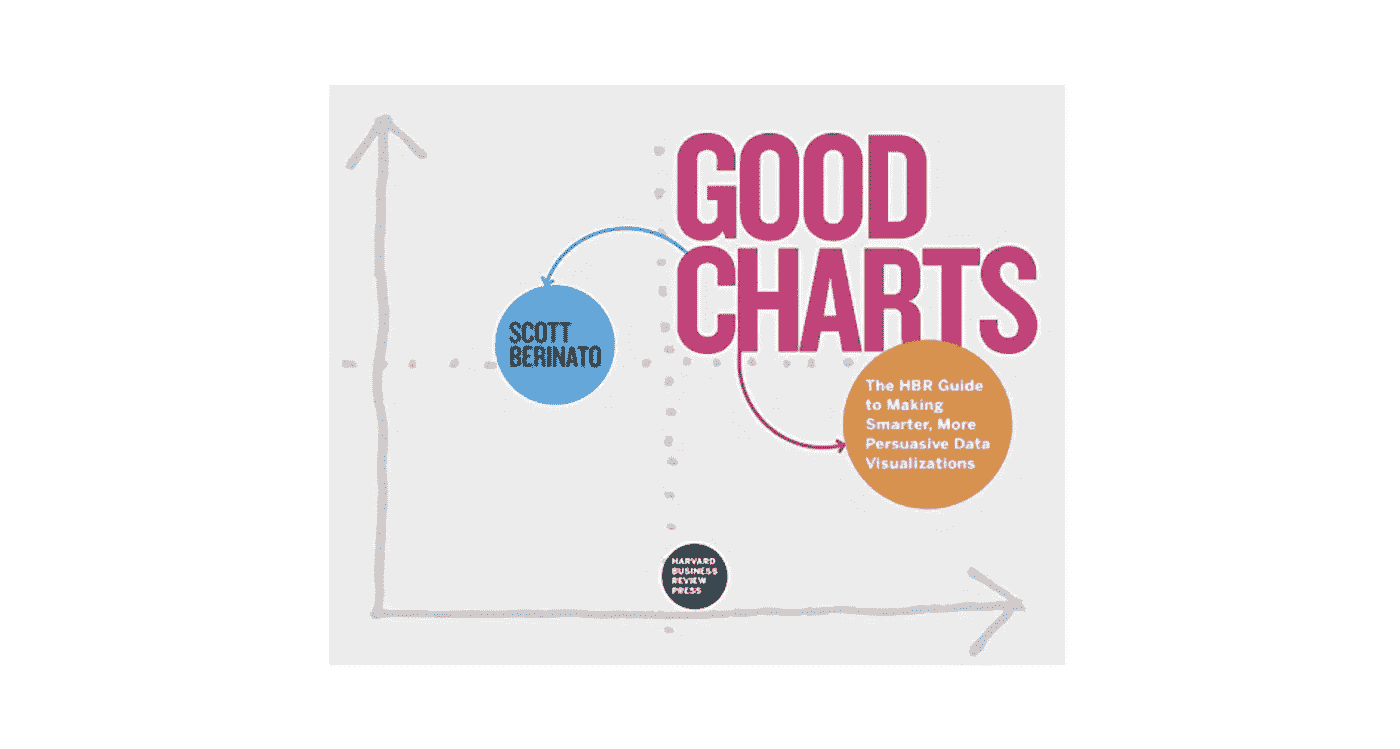 GOOD
CHARTS
SCOTT
BERINATO
The HBR Guide
to Making
Smarter, More
Persuasive Data
Visualizations
HARVARD
BUSINESS
REVIEW
PRESS